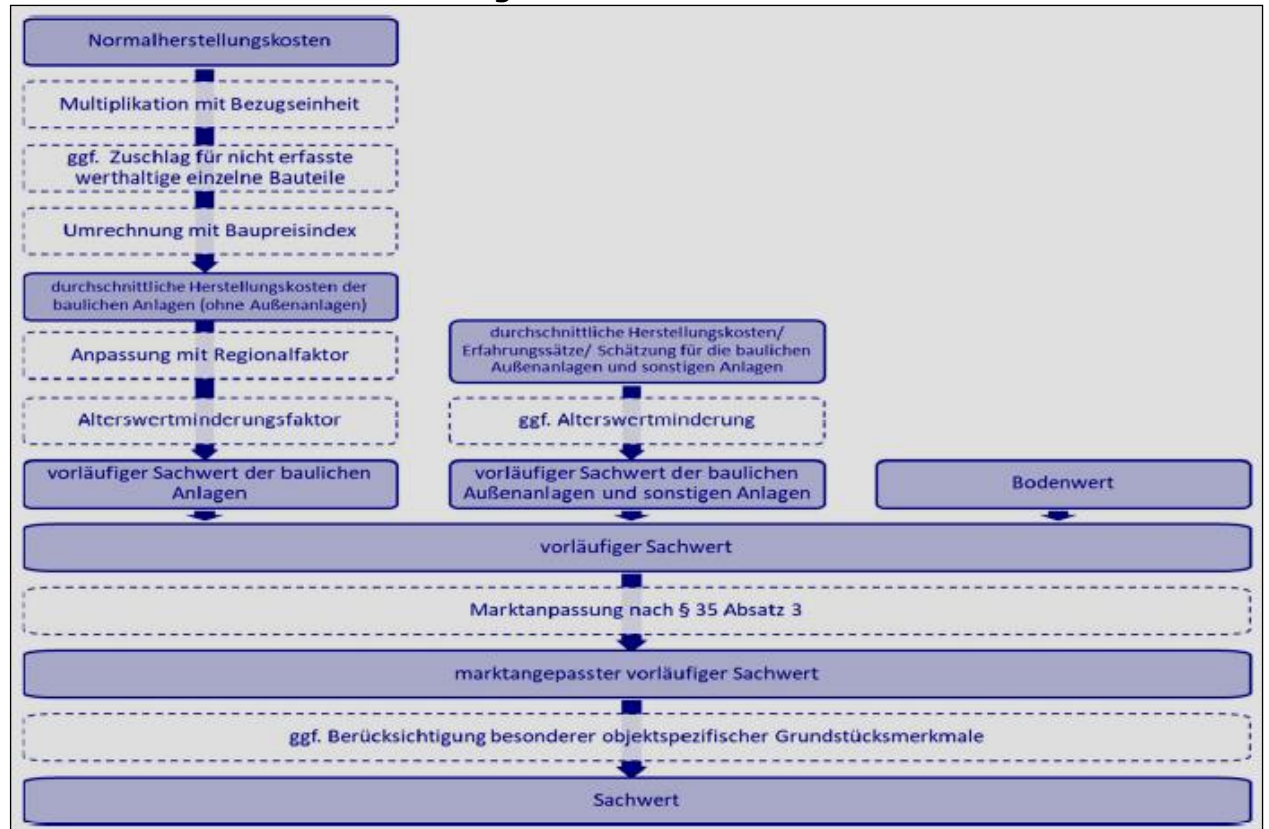 Normalherstellungskosten
Multiplikation mit Bezugseinheit
ggf. Zuschlag für nicht erfasste
werthaltige einzelne Bauteile
Umrechnung mit Baupreisindex
durchschnittliche Herstellungskosten der
baulichen Anlagen (ohne Außenanlagen)
Anpassung mit Regionalfaktor
Alterswertminderungsfaktor
vorläufiger Sachwert der baulichen
Anlagen
durchschnittliche Herstellungskosten/
Erfahrungssätze/ Schätzung für die baulichen
Außenanlagen und sonstigen Anlagen
ggf. Alterswertminderung
vorläufiger Sachwert der baulichen
Außenanlagen und sonstigen Anlagen
Bodenwert
vorläufiger Sachwert
Marktanpassung nach § 35 Absatz 3
marktangepasster vorläufiger Sachwert
ggf. Berücksichtigung besonderer objektspezifischer Grundstücksmerkmale
Sachwert